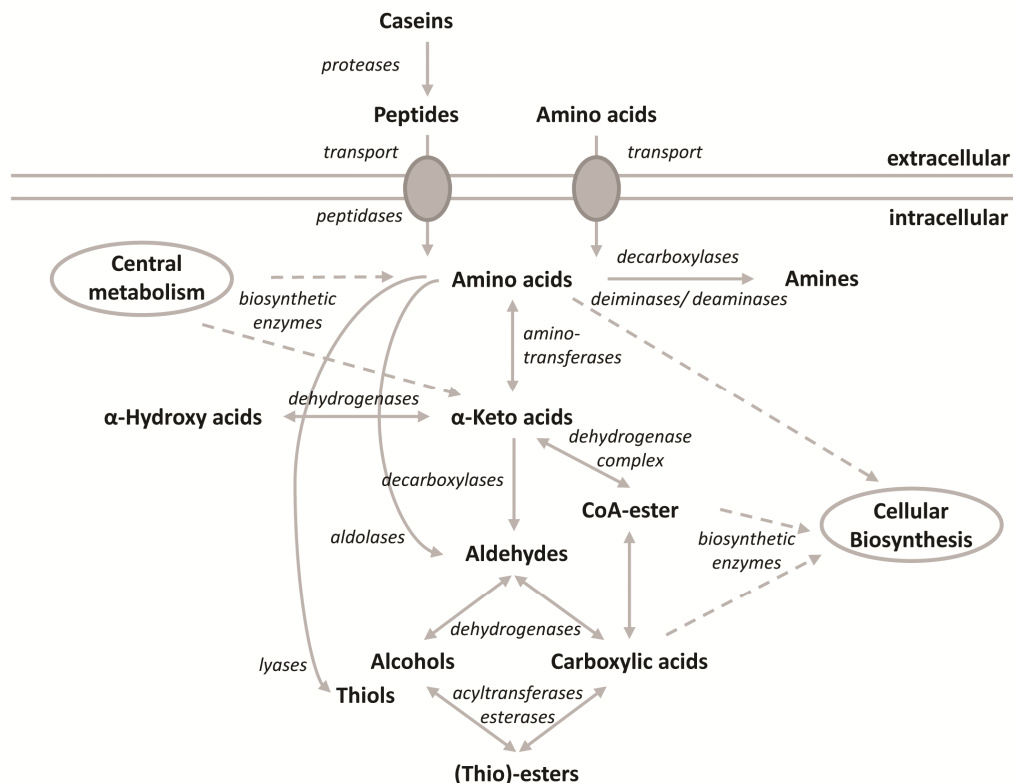 Caseins
proteases
Peptides
Amino acids
transport
transport
extracellular
peptidases
intracellular
Central
metabolism
biosynthetic
enzymes
Amino acids
decarboxylases
deiminases/ deaminases
Amines
amino-
transferases
α-Hydroxy acids
dehydrogenases
α-Keto acids
dehydrogenase
complex
decarboxylases
CoA-ester
biosynthetic
enzymes
Cellular
Biosynthesis
aldolases
Aldehydes
dehydrogenases
lyases
Alcohols
Carboxylic acids
Thiols
acyltransferases
esterases
(Thio)-esters